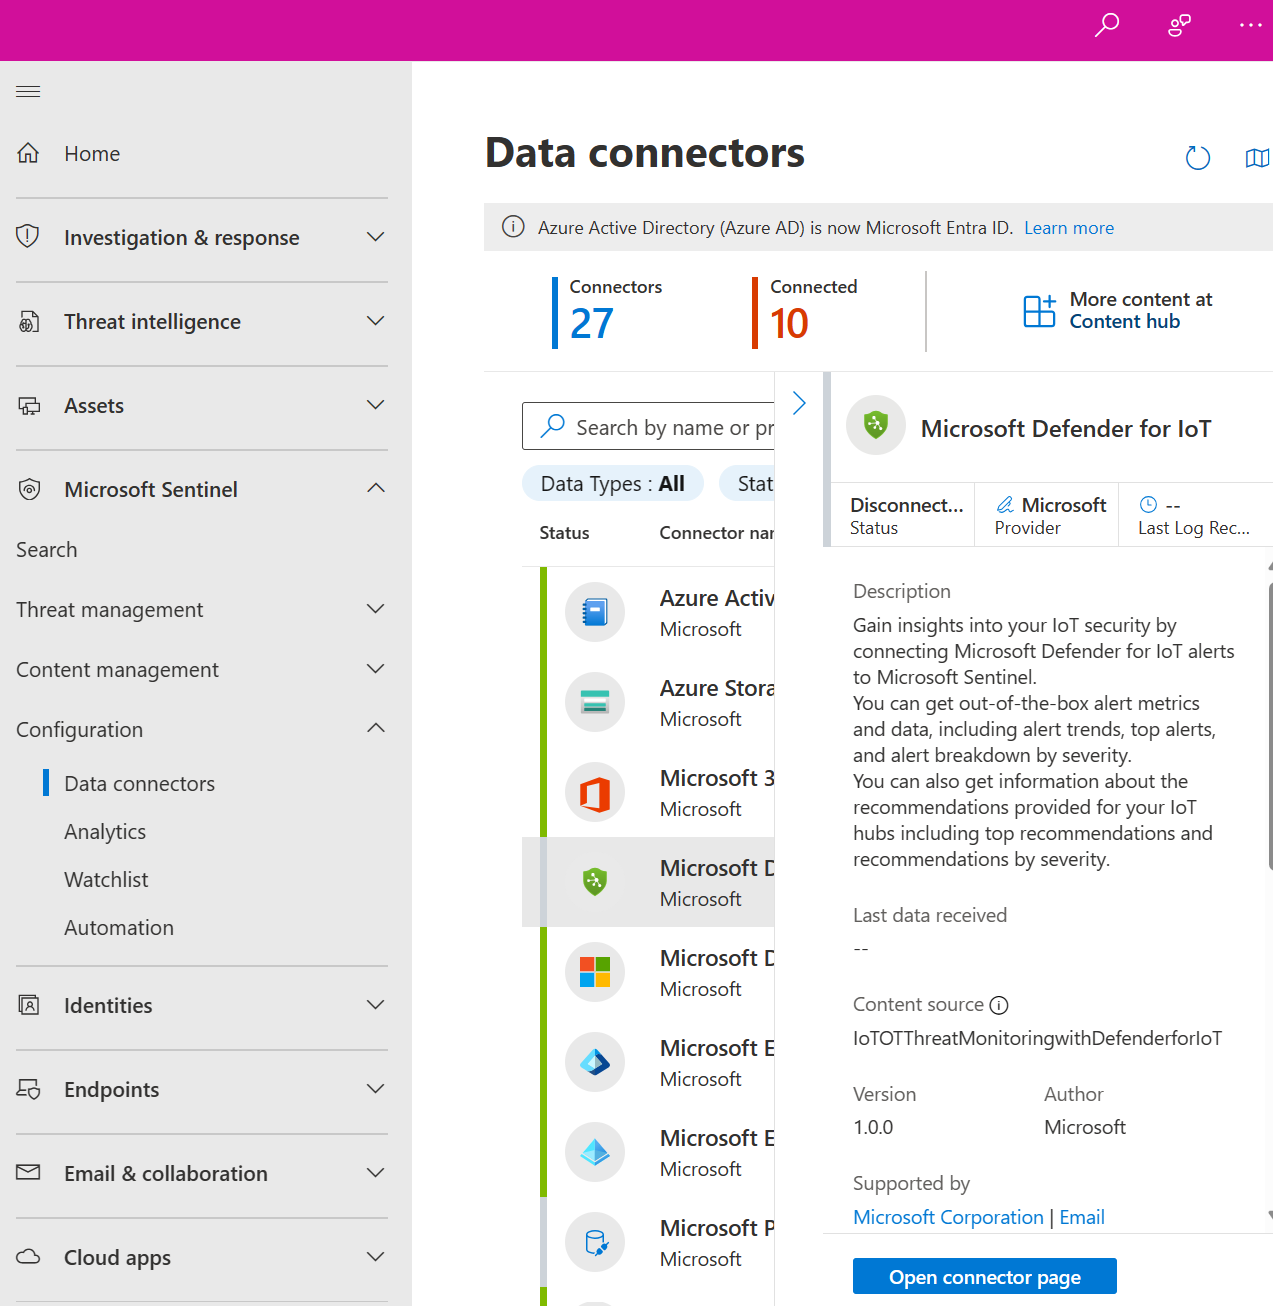 Home
Investigation & response
Threat intelligence
Assets
Microsoft Sentinel
Search
Threat management
Content management
Configuration
Data connectors
Analytics
Watchlist
Automation
Identities
Endpoints
Email & collaboration
Cloud apps
Data connectors
Azure Active Directory (Azure AD) is now Microsoft Entra ID. Learn more
Connectors
27
Connected
10
More content at
Content hub
Search by name or pr
Data Types : All
Stat
Status
Connector nar
Azure Activ
Microsoft
Azure Stora
Microsoft
Microsoft 3
Microsoft
Microsoft D
Microsoft
Microsoft D
Microsoft
Microsoft E
Microsoft
Microsoft E
Microsoft
Microsoft P
Microsoft
Microsoft Defender for IoT
Disconnect...
Status
Microsoft
Provider
--
Last Log Rec...
Description
Gain insights into your IoT security by
connecting Microsoft Defender for IoT alerts
to Microsoft Sentinel.
You can get out-of-the-box alert metrics
and data, including alert trends, top alerts,
and alert breakdown by severity.
You can also get information about the
recommendations provided for your IoT
hubs including top recommendations and
recommendations by severity.
Last data received
--
Content source
IoTOTThreatMonitoringwithDefenderforIoT
Version
1.0.0
Author
Microsoft
Supported by
Microsoft Corporation | Email
Open connector page